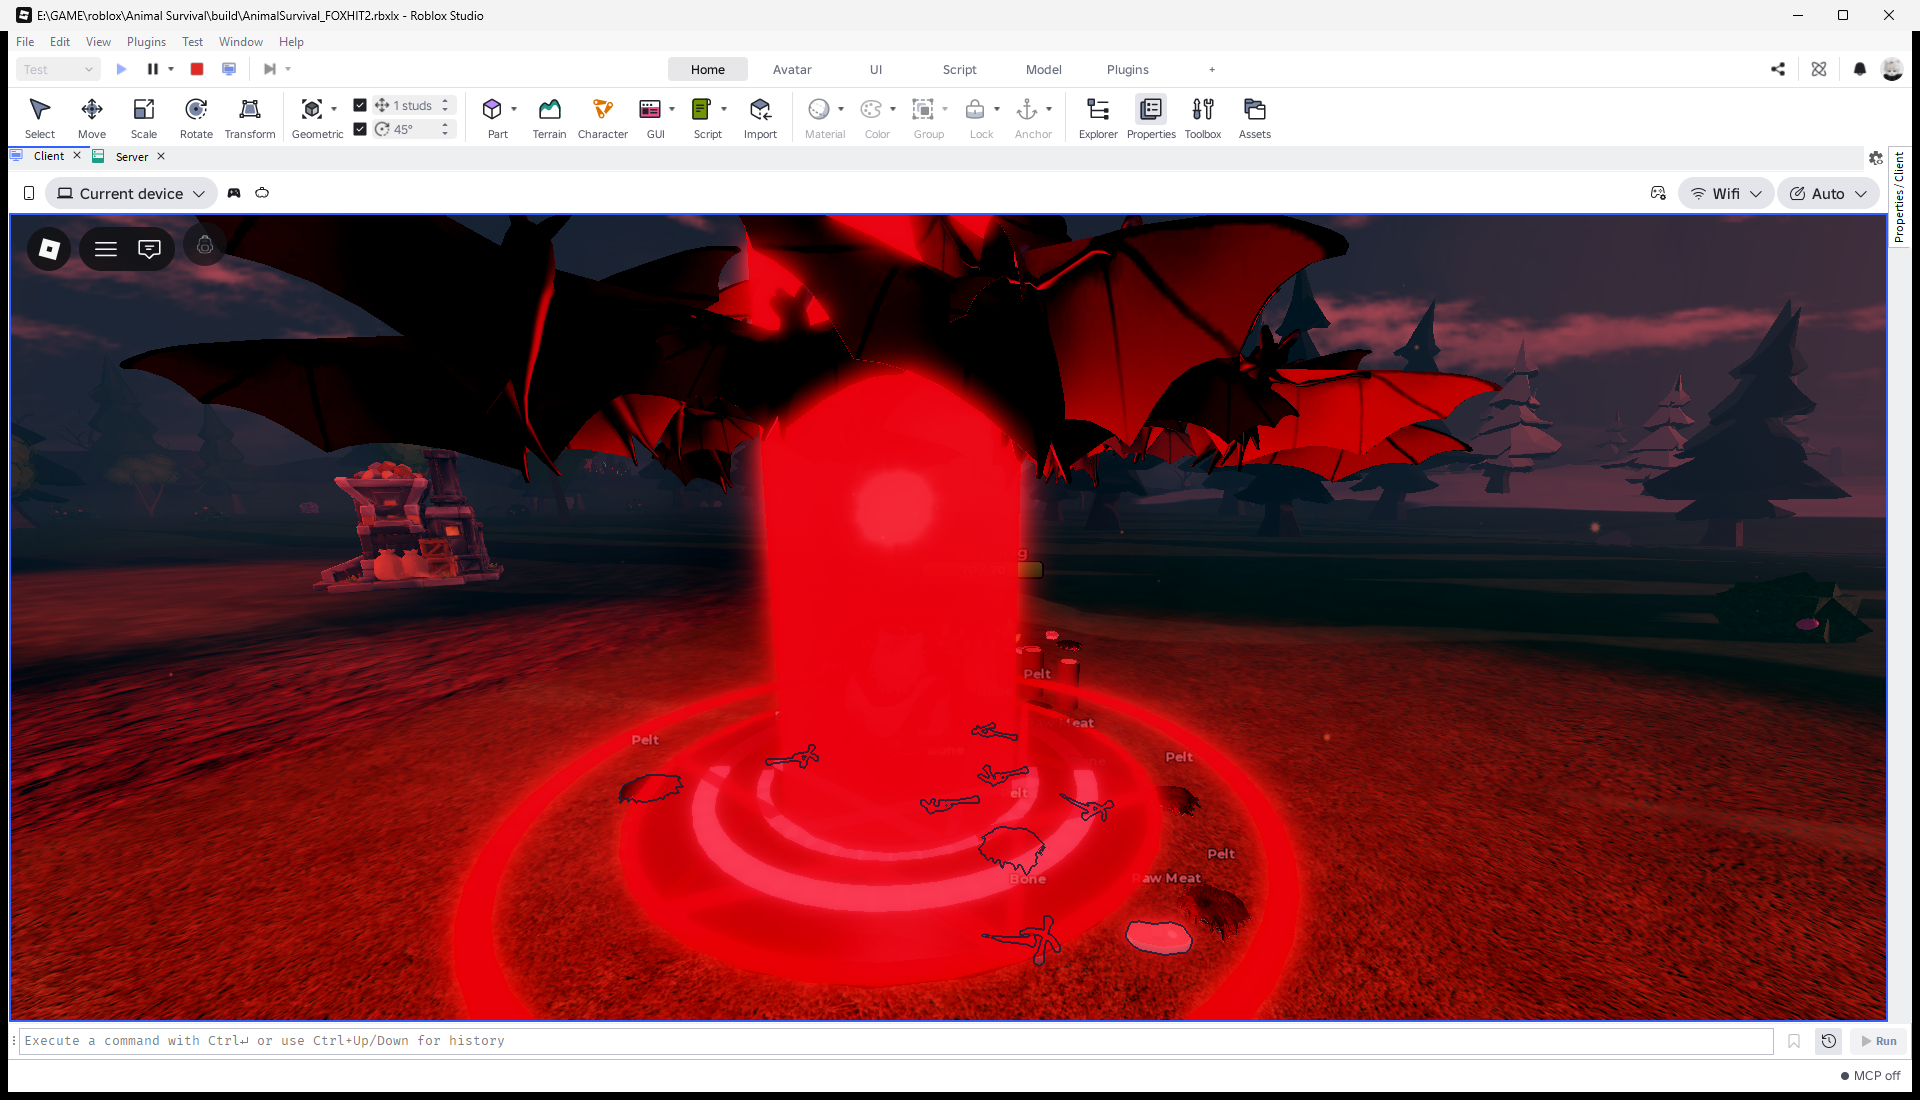 E:\GAME\roblox\Animal Survival\build\AnimalSurvival_FOXHIT2.rbxlx - Roblox Studio
File Edit View Plugins Test Window Help
Test
Home Avatar UI Script Model Plugins +
1 studs
45°
Select Move Scale Rotate Transform Geometric Part Terrain Character GUI Script Import Material Color Group Lock Anchor Explorer Properties Toolbox Assets
Client Server
Properties / Client
Current device
Wifi
Auto
Pelt
Pelt
Pelt
Pelt
Bone
Execute a command with Ctrl↵ or use Ctrl+Up/Down for history
Run
MCP off